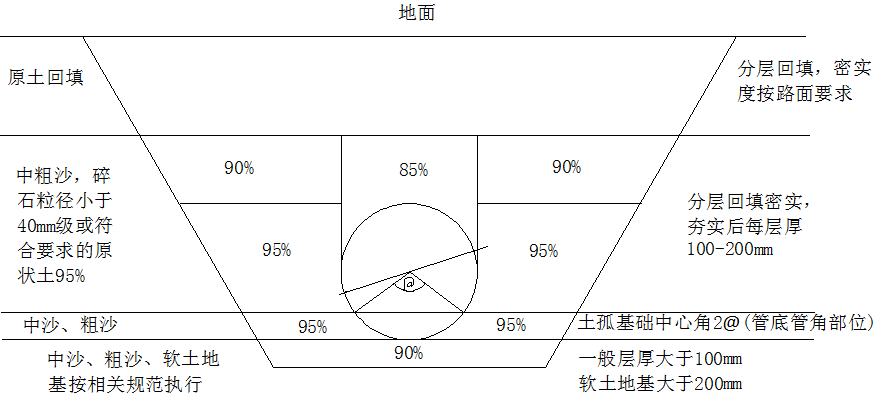 地面
原土回填
分层回填，密实
度按路面要求
90%
85%
90%
中粗沙，碎
石粒径小于
40mm级或符
合要求的原
状土95%
分层回填密实，
夯实后每层厚
100-200mm
95%
95%
@
中沙、粗沙
95%
95%
土孤基础中心角2@(管底管角部位)
中沙、粗沙、软土地
基按相关规范执行
90%
一般层厚大于100mm
软土地基大于200mm